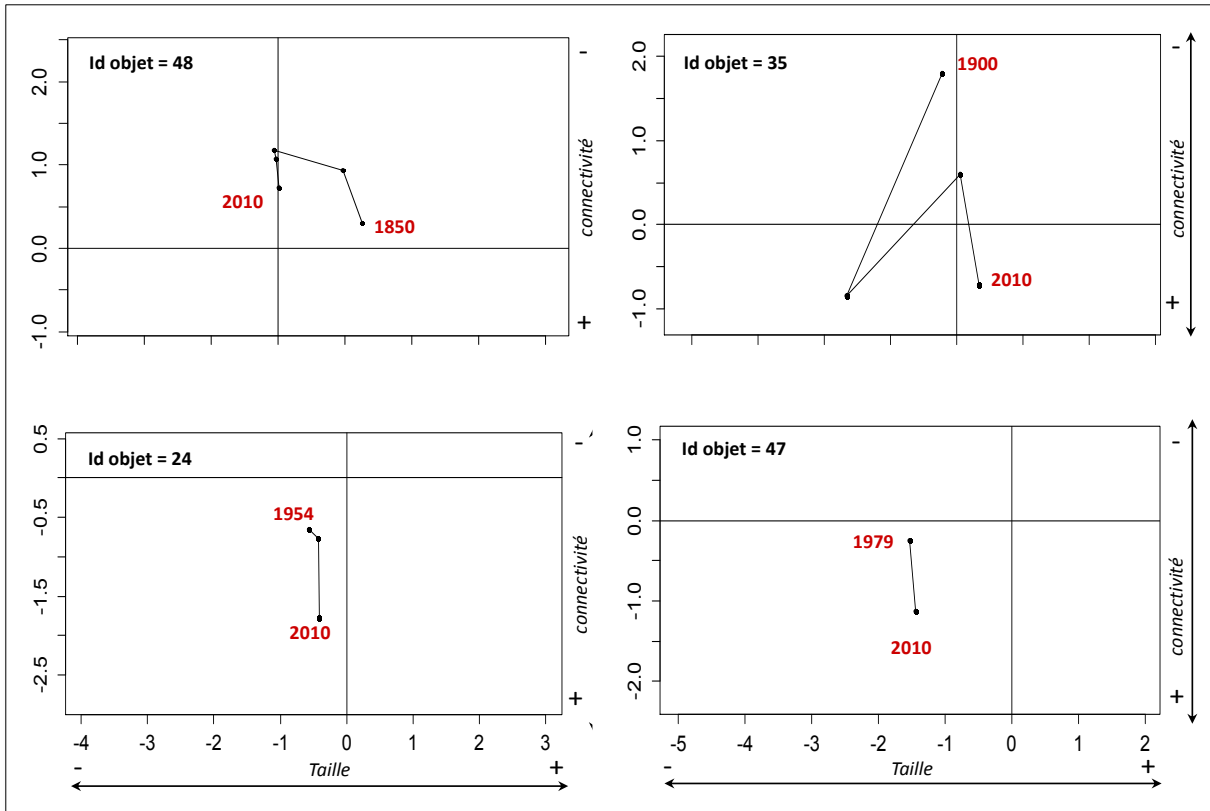 Id objet = 48
-
2.0
1.0
0.0
-1.0
2010
1850
connectivité
+
Id objet = 35
-
2.0
1.0
0.0
-1.0
1900
2010
connectivité
+
Id objet = 24
-
0.5
-0.5
-1.5
-2.5
1954
2010
connectivité
+
-4 -3 -2 -1 0 1 2 3
- Taille +
Id objet = 47
-
1.0
0.0
-1.0
-2.0
1979
2010
connectivité
+
-5 -4 -3 -2 -1 0 1 2
- Taille +